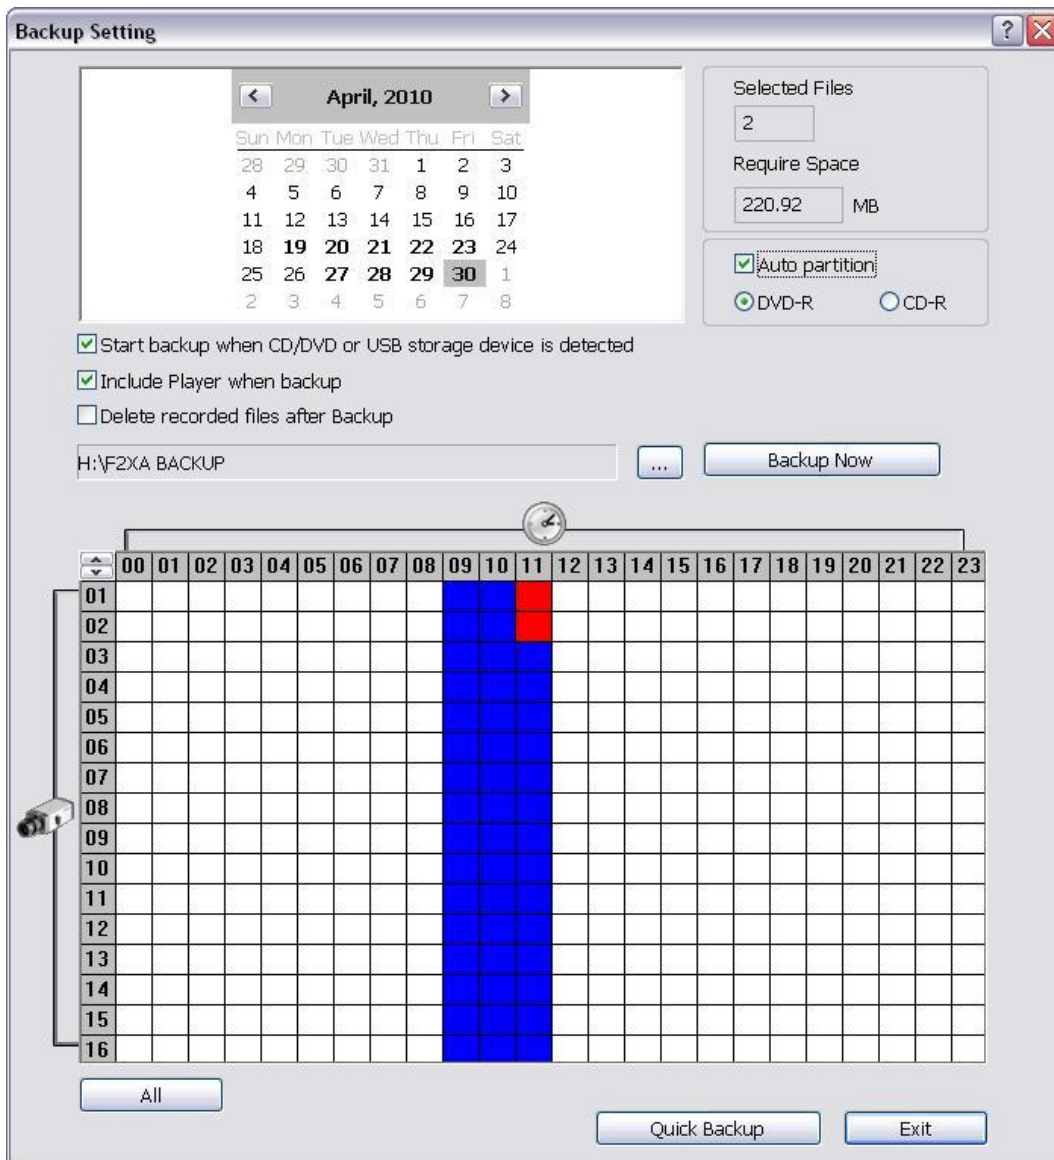 Backup Setting
April, 2010
Sun Mon Tue Wed Thu Fri Sat
28 29 30 31 1 2 3
4 5 6 7 8 9 10
11 12 13 14 15 16 17
18 19 20 21 22 23 24
25 26 27 28 29 30 1
2 3 4 5 6 7 8
Selected Files
2
Require Space
220.92 MB
Auto partition
DVD-R CD-R
Start backup when CD/DVD or USB storage device is detected
Include Player when backup
Delete recorded files after Backup
H:\F2XA BACKUP ... Backup Now
00 01 02 03 04 05 06 07 08 09 10 11 12 13 14 15 16 17 18 19 20 21 22 23
01
02
03
04
05
06
07
08
09
10
11
12
13
14
15
16
All
Quick Backup Exit